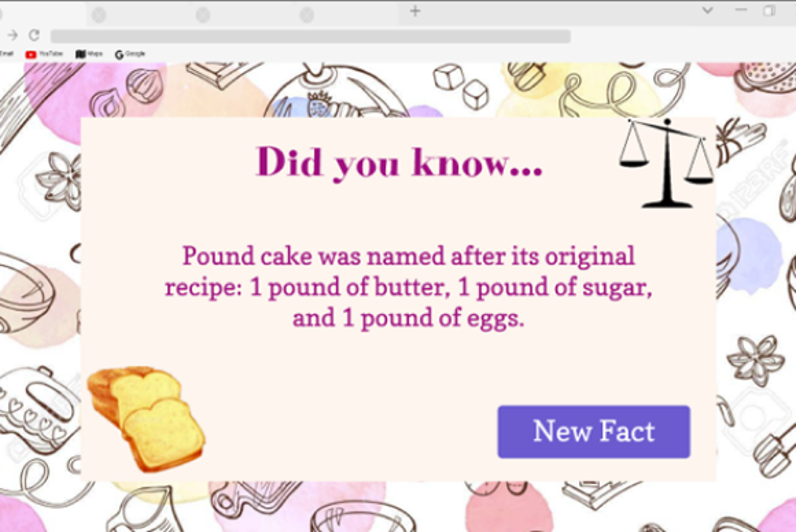 Email YouTube Maps Google
Did you know...
Pound cake was named after its original
recipe: 1 pound of butter, 1 pound of sugar,
and 1 pound of eggs.
New Fact
123RF